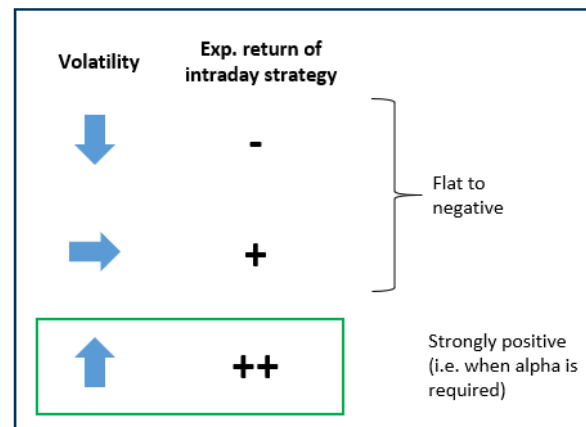 Volatility
Exp. return of
intraday strategy
-
Flat to
negative
+
++
Strongly positive
(i.e. when alpha is
required)